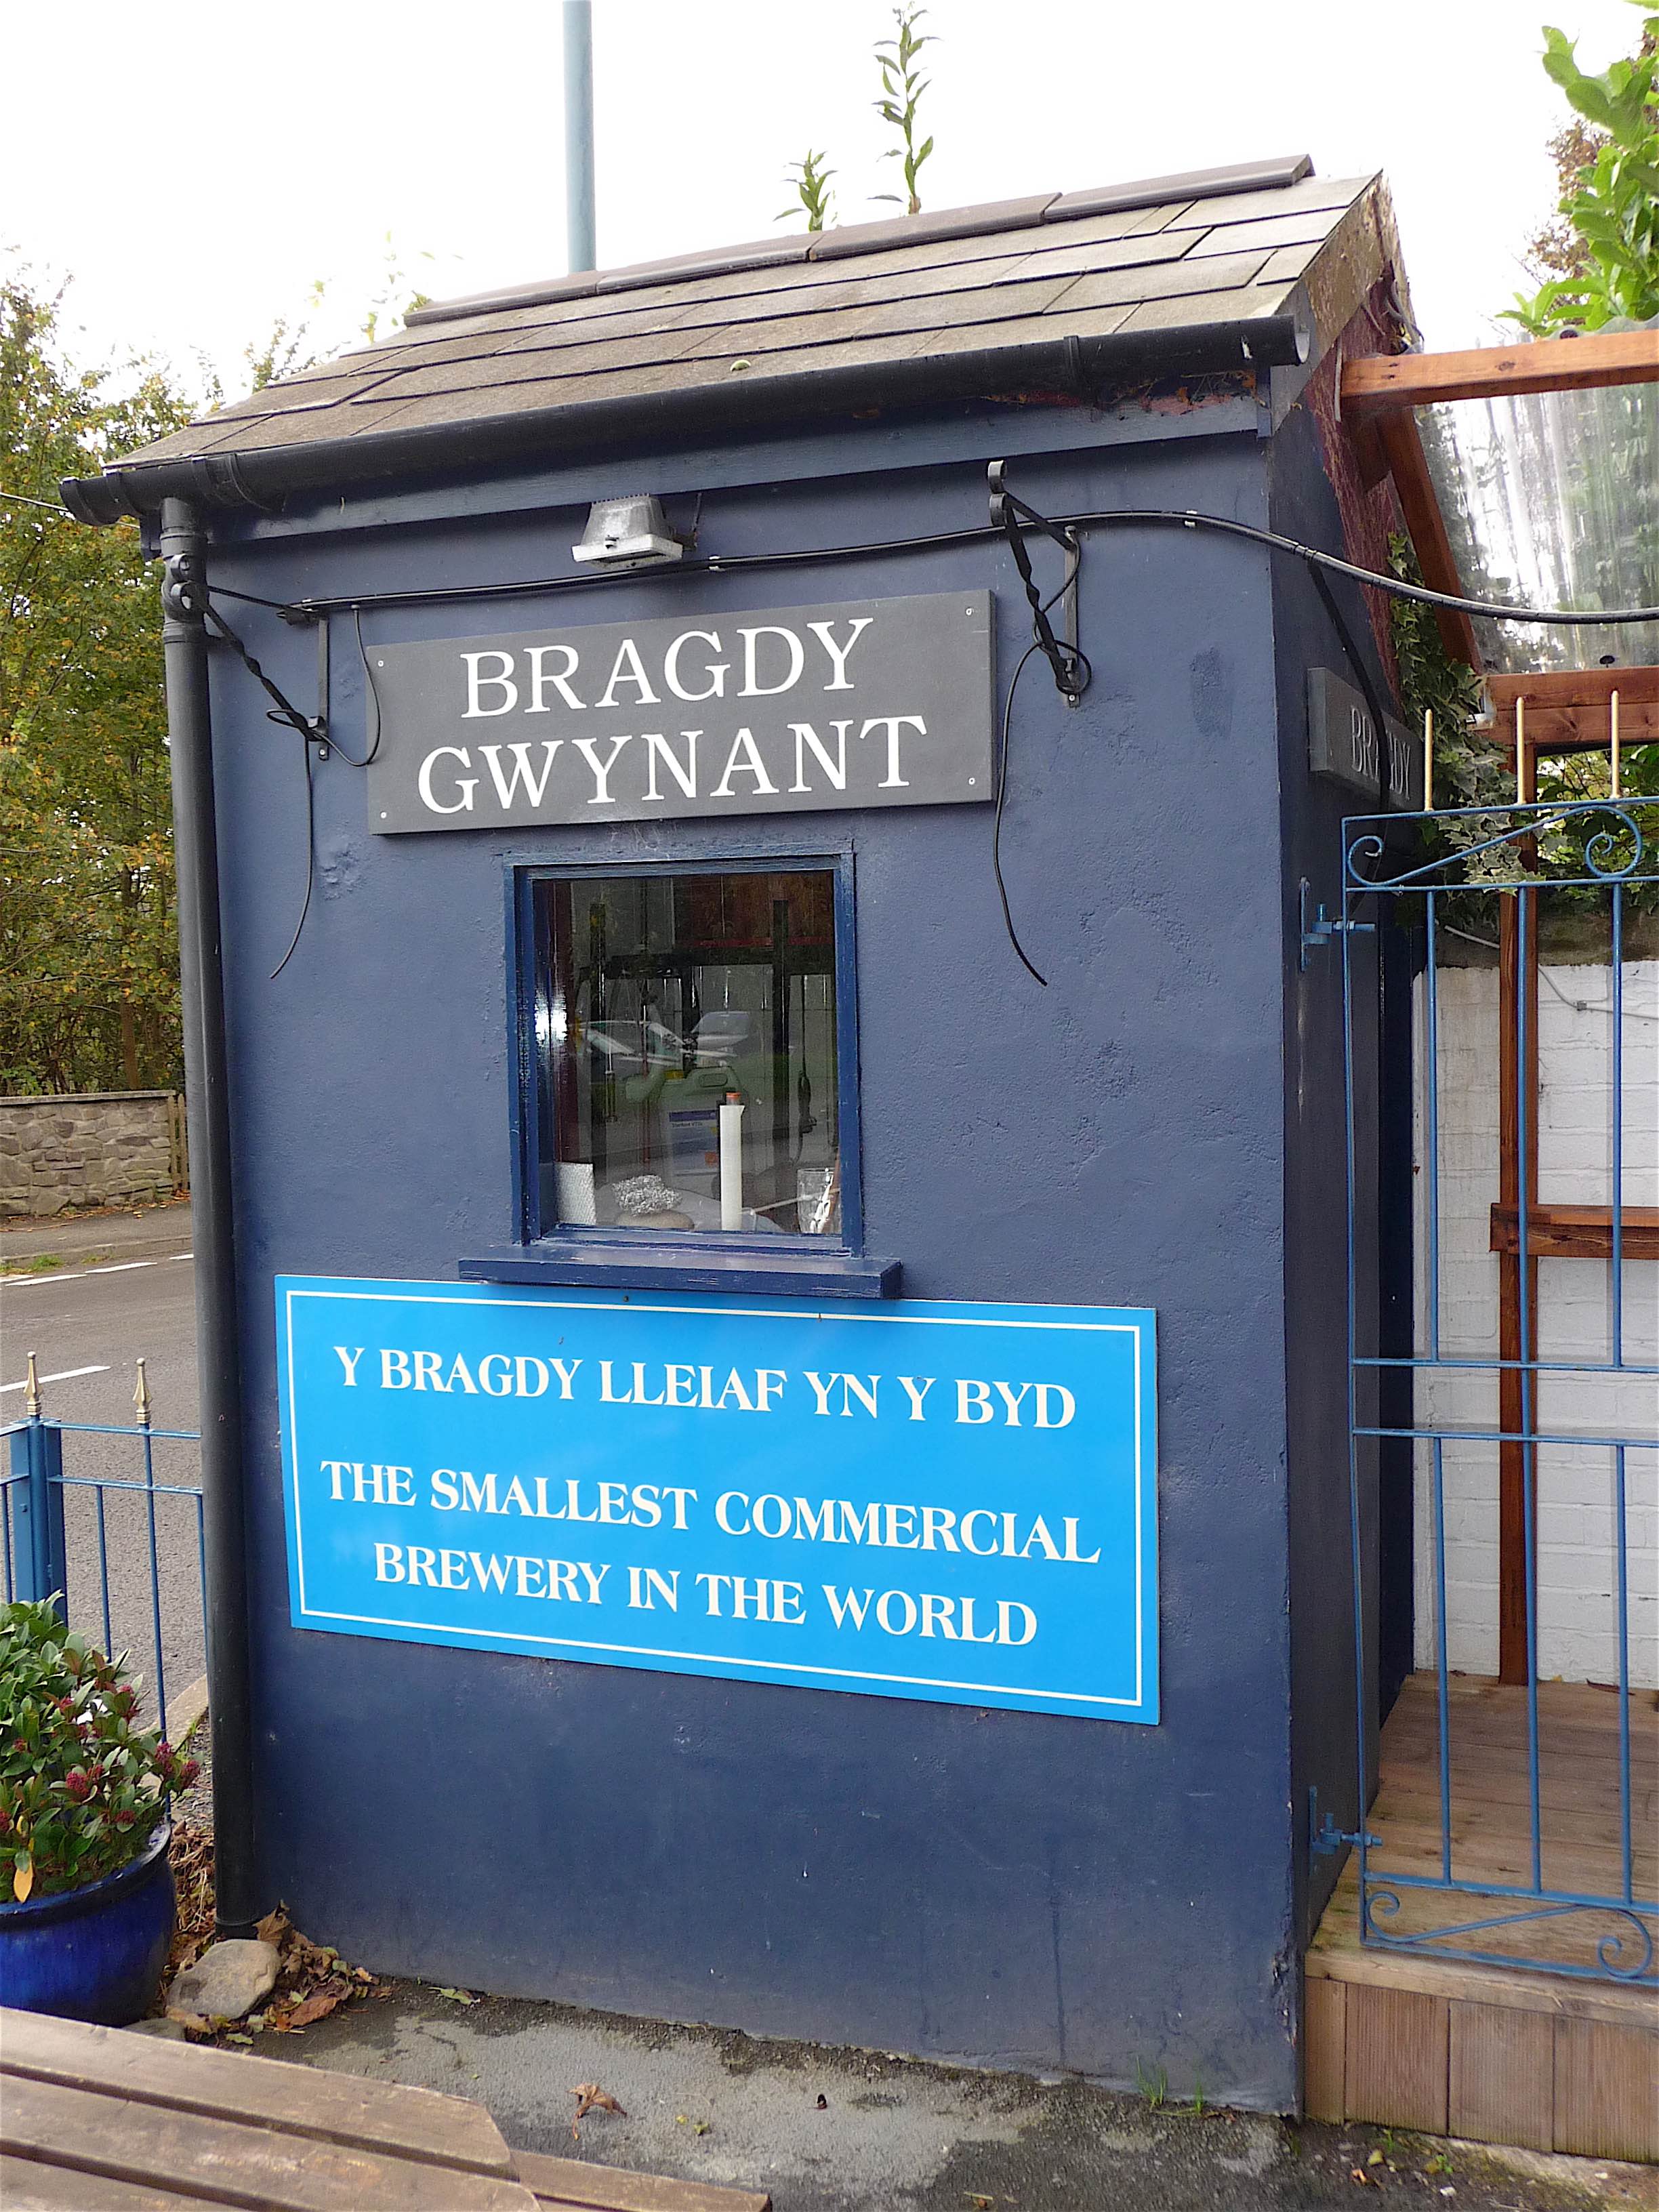 BRAGDY
GWYNANT
Y BRAGDY LLEIAF YN Y BYD
THE SMALLEST COMMERCIAL
BREWERY IN THE WORLD